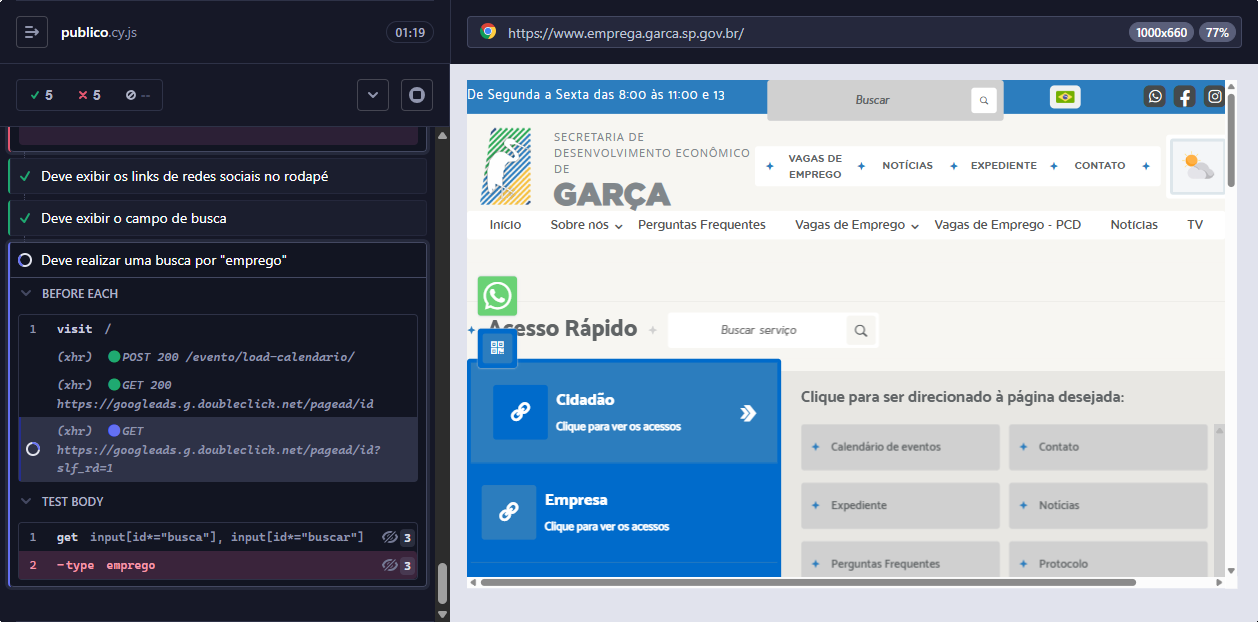 publico.cy.js
01:19
5
5
--
Deve exibir os links de redes sociais no rodapé
Deve exibir o campo de busca
Deve realizar uma busca por "emprego"
BEFORE EACH
1 visit /
(xhr) POST 200 /evento/load-calendario/
(xhr) GET 200
https://googleads.g.doubleclick.net/pagead/id
(xhr) GET
https://googleads.g.doubleclick.net/pagead/id?
slf_rd=1
TEST BODY
1 get input[id*="busca"], input[id*="buscar"] 3
2 -type emprego 3
https://www.emprega.garca.sp.gov.br/
1000x660
77%
De Segunda a Sexta das 8:00 às 11:00 e 13
Buscar
SECRETARIA DE
DESENVOLVIMENTO ECONÔMICO
DE
GARÇA
VAGAS DE
EMPREGO
NOTÍCIAS
EXPEDIENTE
CONTATO
Início
Sobre nós
Perguntas Frequentes
Vagas de Emprego
Vagas de Emprego - PCD
Notícias
TV
Acesso Rápido
Buscar serviço
Cidadão
Clique para ver os acessos
Empresa
Clique para ver os acessos
Clique para ser direcionado à página desejada:
Calendário de eventos
Contato
Expediente
Notícias
Perguntas Frequentes
Protocolo